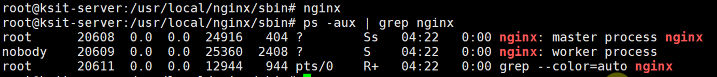 root@ksit-server:/usr/local/nginx/sbin# nginx
root@ksit-server:/usr/local/nginx/sbin# ps -aux | grep nginx
root     20608  0.0  0.0  24916   404 ?        Ss   04:22   0:00 nginx: master process nginx
nobody   20609  0.0  0.0  25360  2408 ?        S    04:22   0:00 nginx: worker process
root     20611  0.0  0.0  12944   944 pts/0    R+   04:22   0:00 grep --color=auto nginx